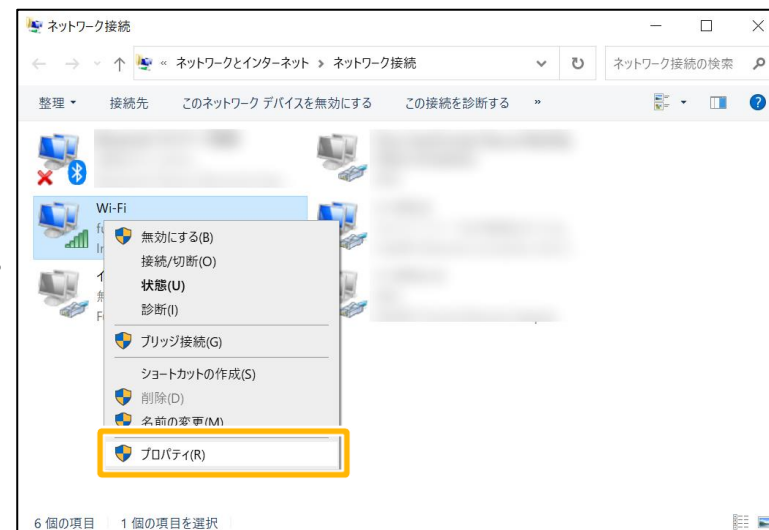 ネットワーク接続
« ネットワークとインターネット › ネットワーク接続
ネットワーク接続の検索
整理 接続先 このネットワーク デバイスを無効にする この接続を診断する »
Wi-Fi
無効にする(B)
接続/切断(O)
状態(U)
診断(I)
ブリッジ接続(G)
ショートカットの作成(S)
削除(D)
名前の変更(M)
プロパティ(R)
6 個の項目 1 個の項目を選択